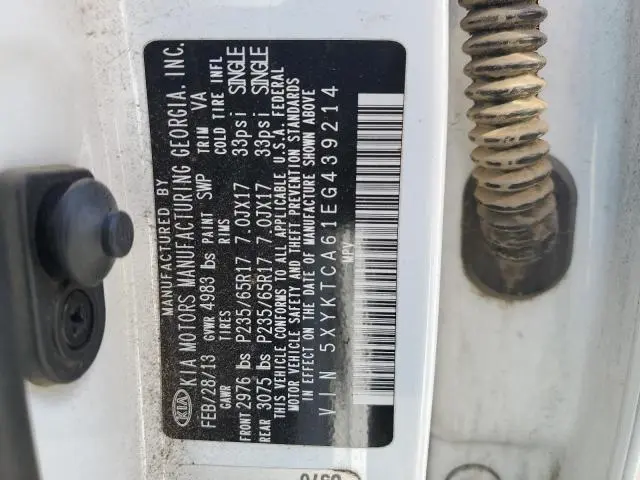 MANUFACTURED BY
KIA KIA MOTORS MANUFACTURING GEORGIA, INC.
FEB/28/13 GVWR 4983 lbs PAINT SWP TRIM VA
GAWR TIRES RIMS COLD TIRE INFL
FRONT 2976 lbs P235/65R17 7.0JX17 33psi SINGLE
REAR 3075 lbs P235/65R17 7.0JX17 33psi SINGLE
THIS VEHICLE CONFORMS TO ALL APPLICABLE U.S.A. FEDERAL
MOTOR VEHICLE SAFETY AND THEFT PREVENTION STANDARDS
IN EFFECT ON THE DATE OF MANUFACTURE SHOWN ABOVE
VIN 5XYKTCA61EG439214
MPV